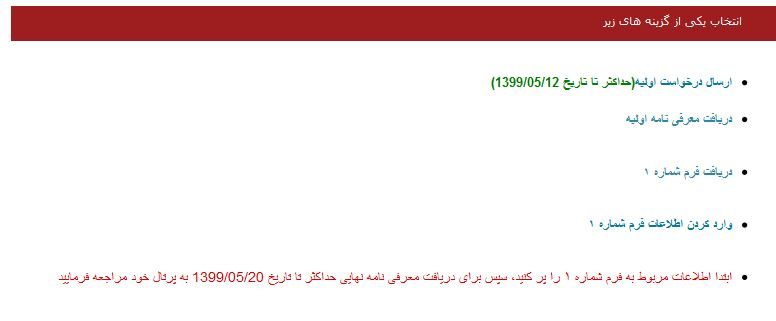 انتخاب یکی از گزینه های زیر
ارسال درخواست اولیه(حداکثر تا تاریخ 1399/05/12)
دریافت معرفی نامه اولیه
دریافت فرم شماره ۱
وارد کردن اطلاعات فرم شماره ۱
ابتدا اطلاعات مربوط به فرم شماره ۱ را پر کنید، سپس برای دریافت معرفی نامه نهایی حداکثر تا تاریخ 1399/05/20 به پرتال خود مراجعه فرمایید